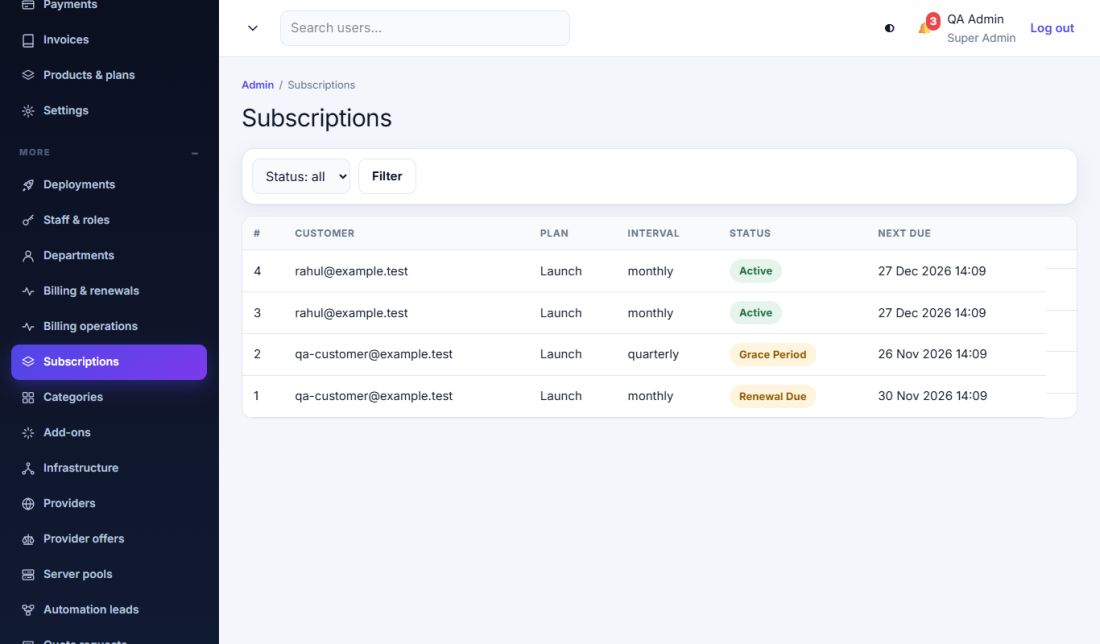 Payments
Invoices
Products & plans
Settings
MORE
Deployments
Staff & roles
Departments
Billing & renewals
Billing operations
Subscriptions
Categories
Add-ons
Infrastructure
Providers
Provider offers
Server pools
Automation leads
Quote requests
Search users...
3
QA Admin
Super Admin
Log out
Admin / Subscriptions
Subscriptions
Status: all
Filter
# CUSTOMER PLAN INTERVAL STATUS NEXT DUE
4 rahul@example.test Launch monthly Active 27 Dec 2026 14:09
3 rahul@example.test Launch monthly Active 27 Dec 2026 14:09
2 qa-customer@example.test Launch quarterly Grace Period 26 Nov 2026 14:09
1 qa-customer@example.test Launch monthly Renewal Due 30 Nov 2026 14:09